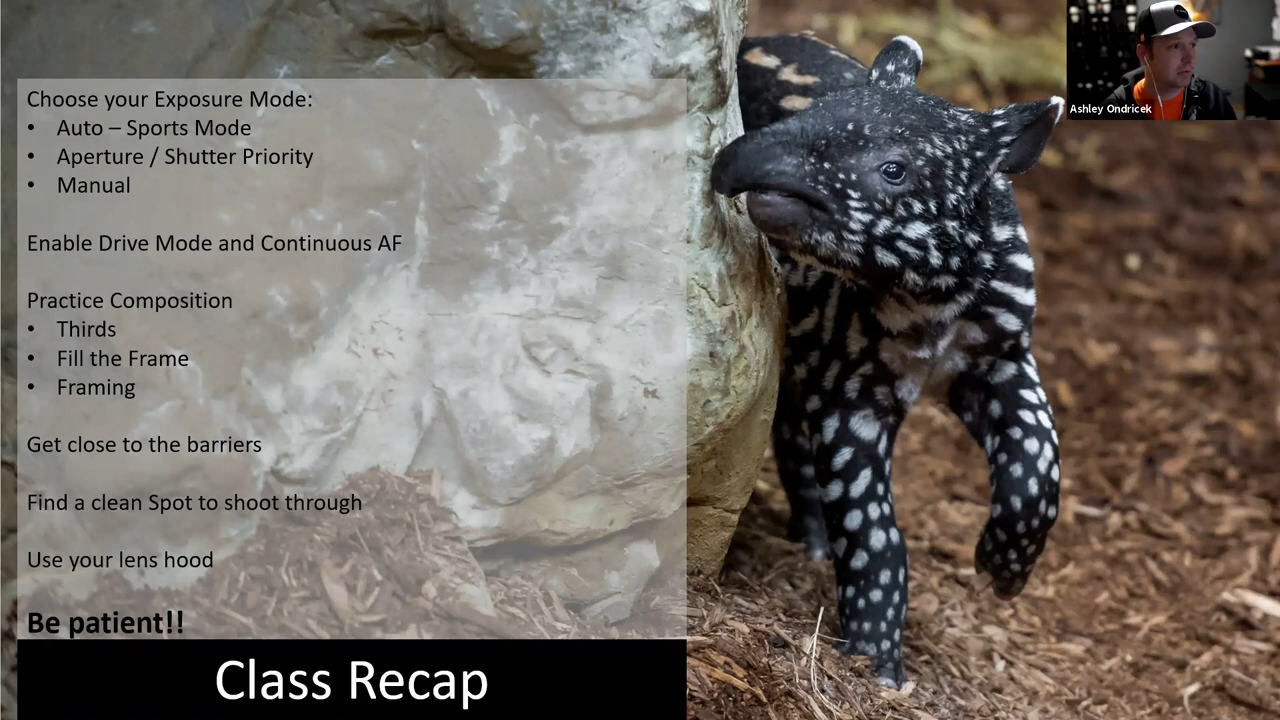 Choose your Exposure Mode:
• Auto – Sports Mode
• Aperture / Shutter Priority
• Manual
Enable Drive Mode and Continuous AF
Practice Composition
• Thirds
• Fill the Frame
• Framing
Get close to the barriers
Find a clean Spot to shoot through
Use your lens hood
Be patient!!
Class Recap
Ashley Ondricek